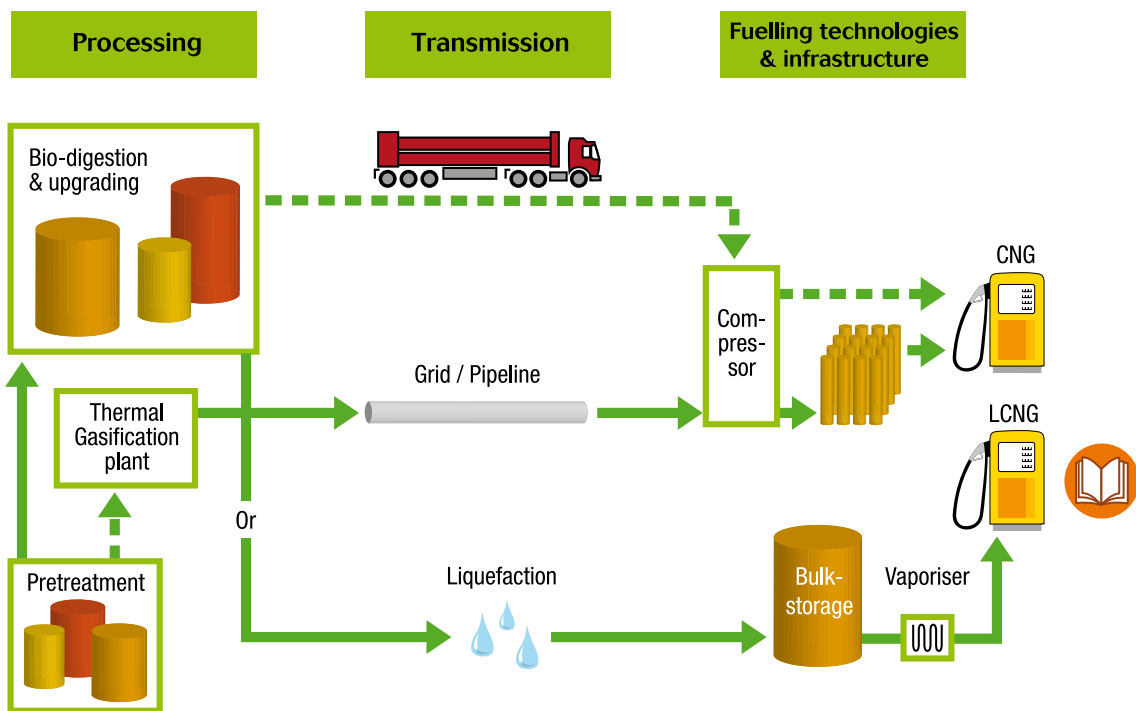 Processing
Transmission
Fuelling technologies
& infrastructure
Bio-digestion
& upgrading
CNG
Com-
pres-
sor
Grid / Pipeline
Thermal
Gasification
plant
LCNG
Or
Pretreatment
Liquefaction
Bulk-
storage
Vaporiser